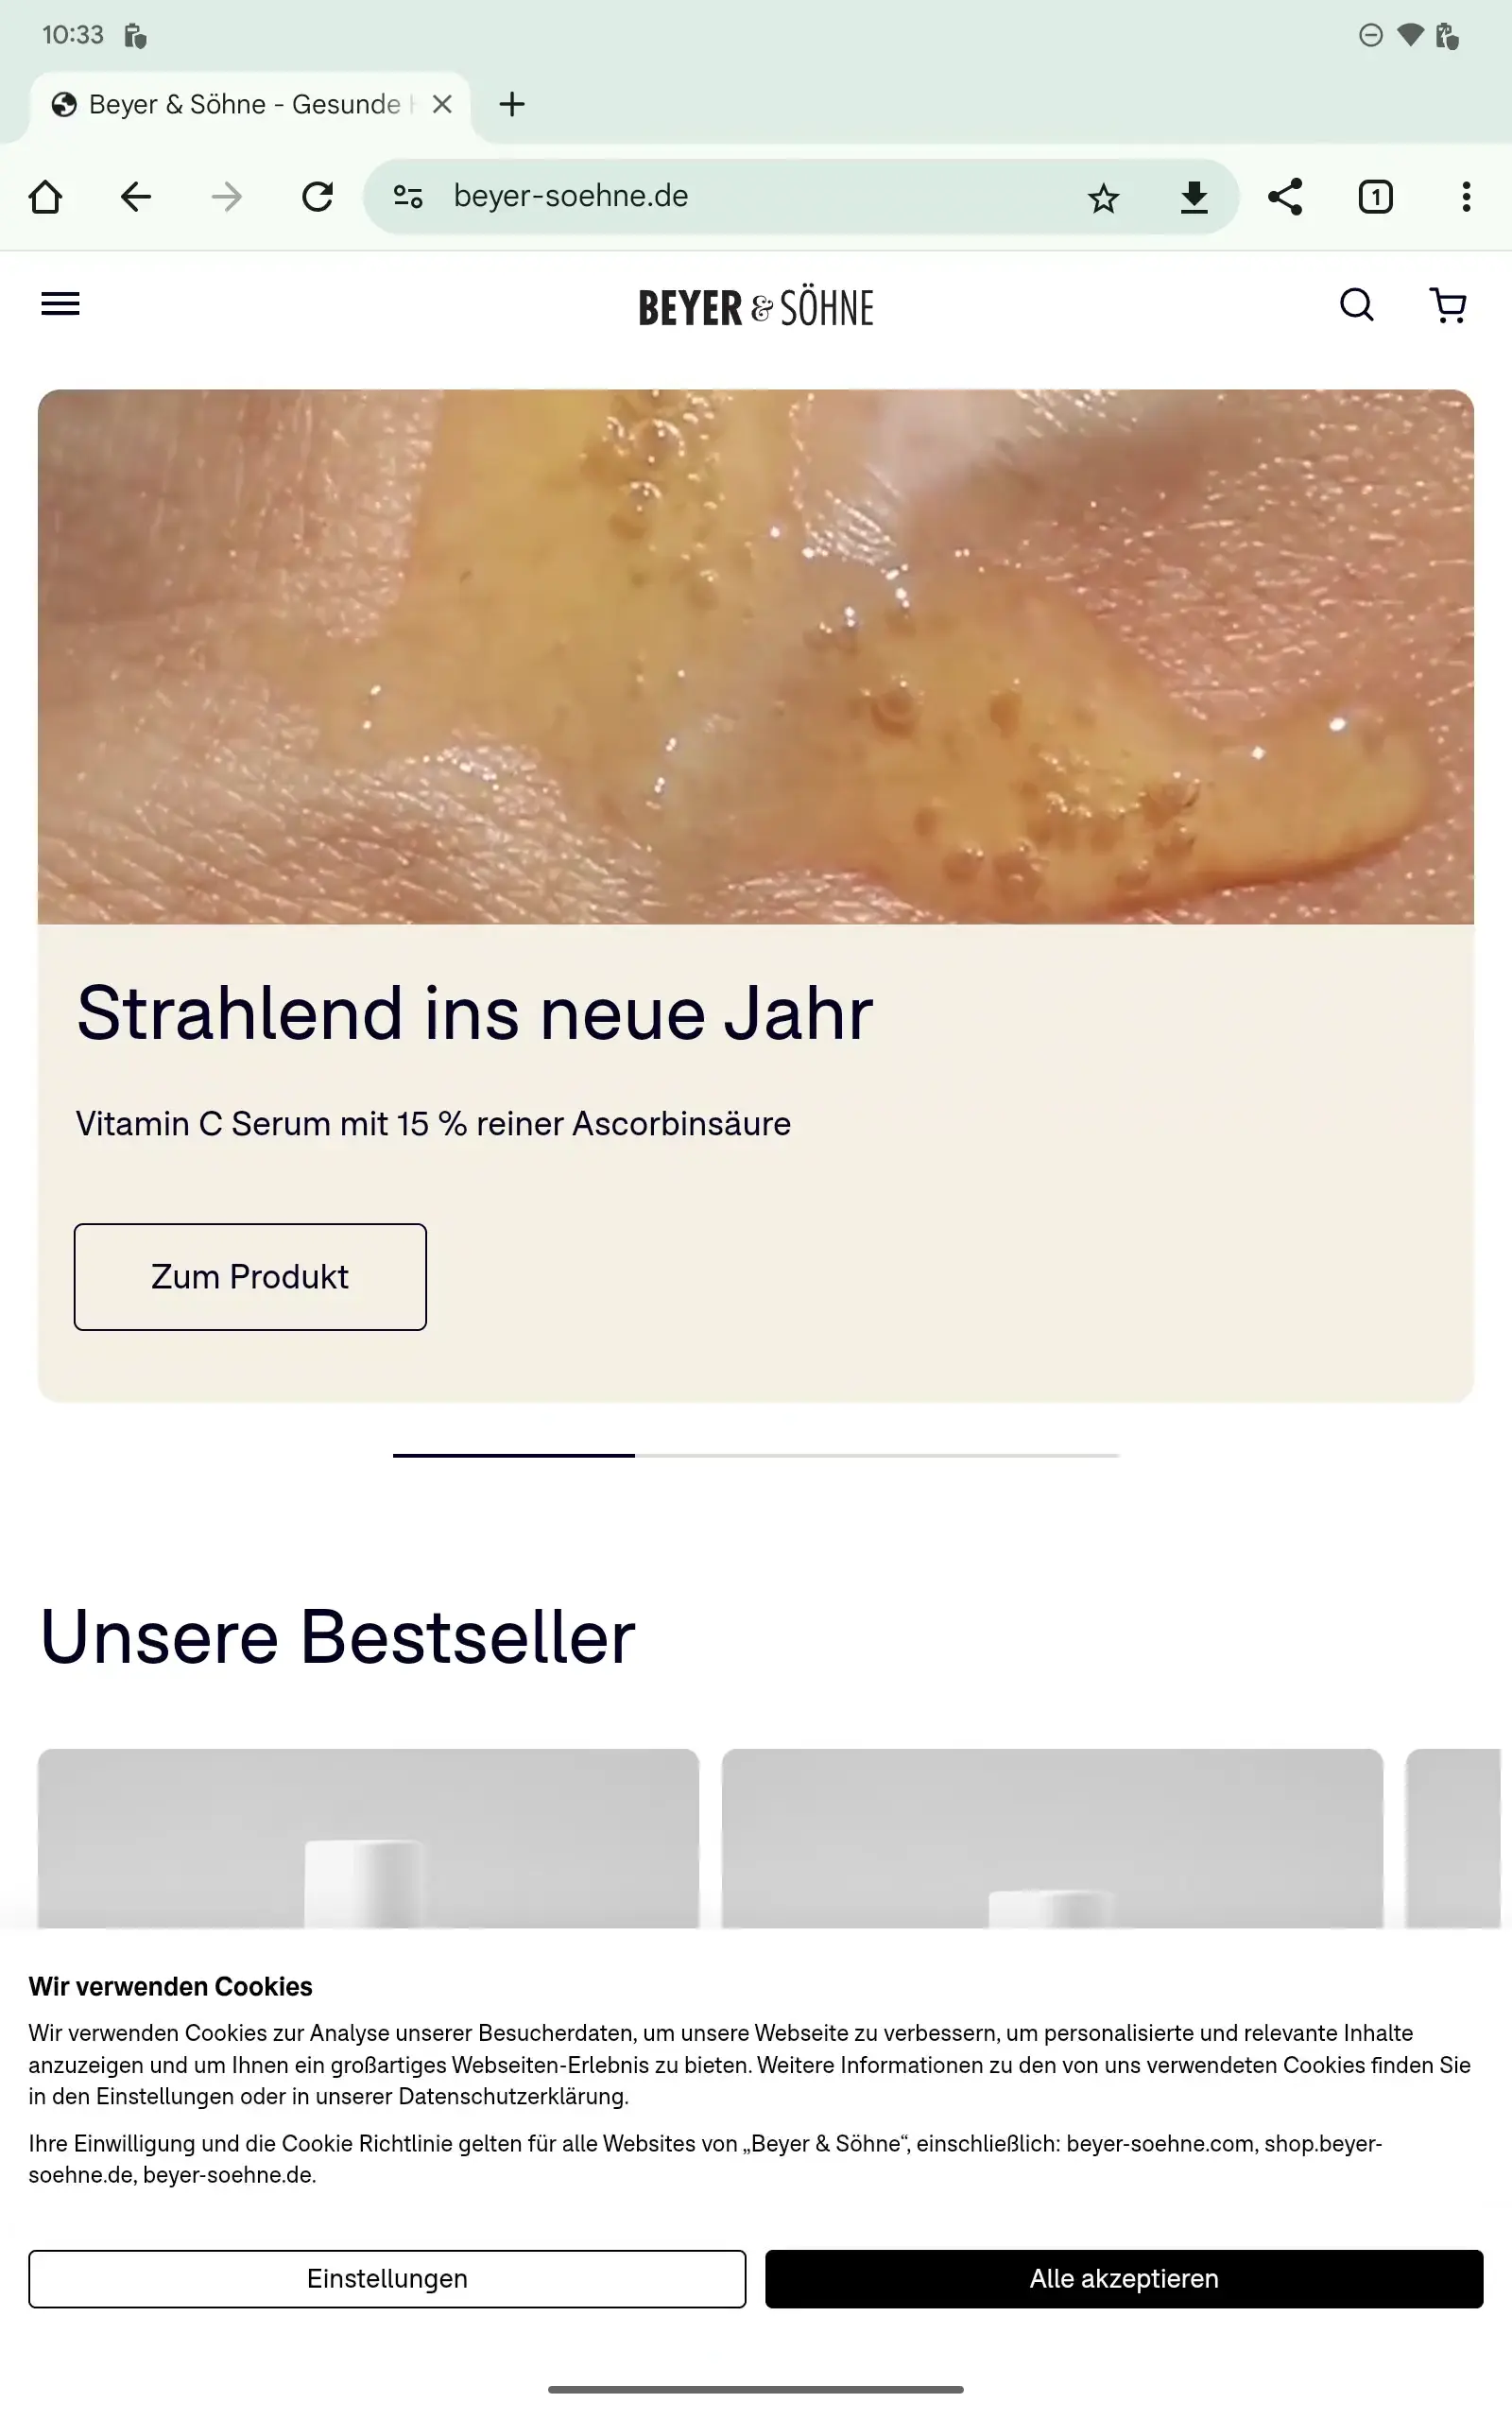 10:33
Beyer & Söhne - Gesunde
beyer-soehne.de
1
BEYER & SÖHNE
Strahlend ins neue Jahr
Vitamin C Serum mit 15 % reiner Ascorbinsäure
Zum Produkt
Unsere Bestseller
Wir verwenden Cookies
Wir verwenden Cookies zur Analyse unserer Besucherdaten, um unsere Webseite zu verbessern, um personalisierte und relevante Inhalte
anzuzeigen und um Ihnen ein großartiges Webseiten-Erlebnis zu bieten. Weitere Informationen zu den von uns verwendeten Cookies finden Sie
in den Einstellungen oder in unserer Datenschutzerklärung.
Ihre Einwilligung und die Cookie Richtlinie gelten für alle Websites von „Beyer & Söhne“, einschließlich: beyer-soehne.com, shop.beyer-
soehne.de, beyer-soehne.de.
Einstellungen
Alle akzeptieren